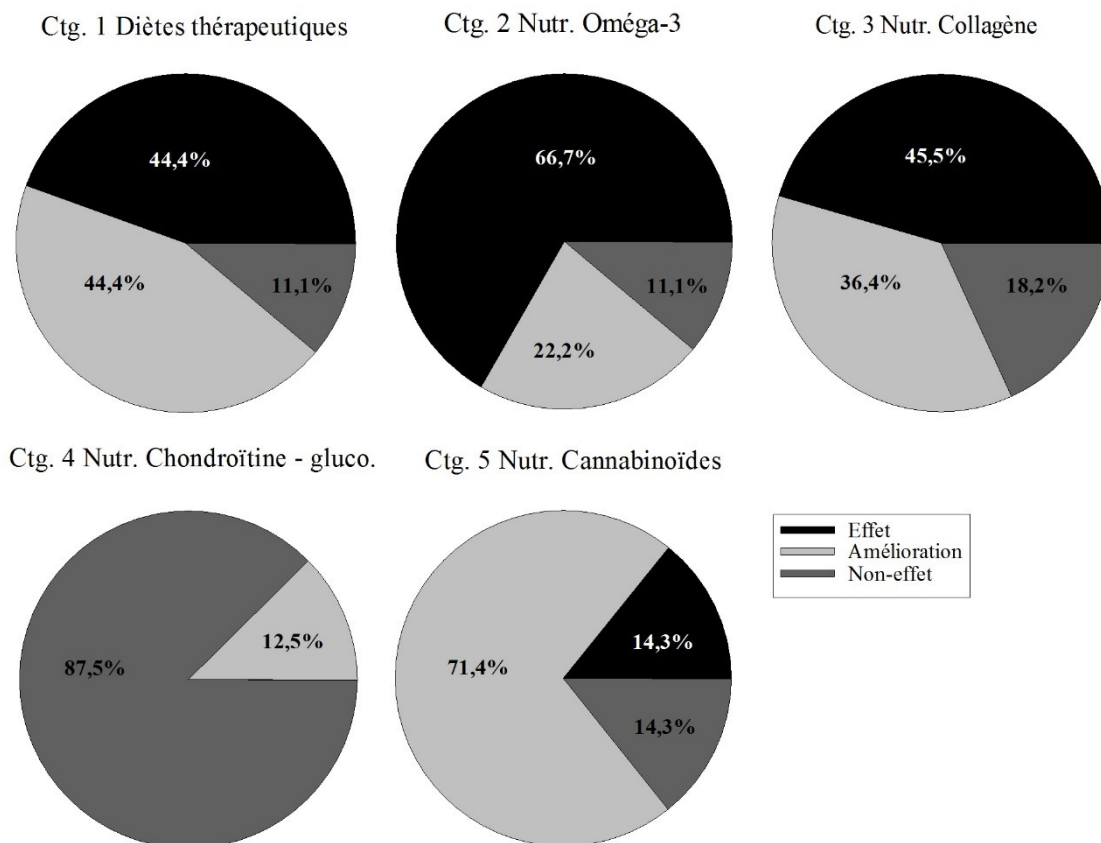 Ctg. 1 Diètes thérapeutiques
44,4%
44,4%
11,1%
Ctg. 2 Nutr. Oméga-3
66,7%
22,2%
11,1%
Ctg. 3 Nutr. Collagène
45,5%
36,4%
18,2%
Ctg. 4 Nutr. Chondroïtine - gluco.
87,5%
12,5%
Ctg. 5 Nutr. Cannabinoïdes
71,4%
14,3%
14,3%
Effet
Amélioration
Non-effet